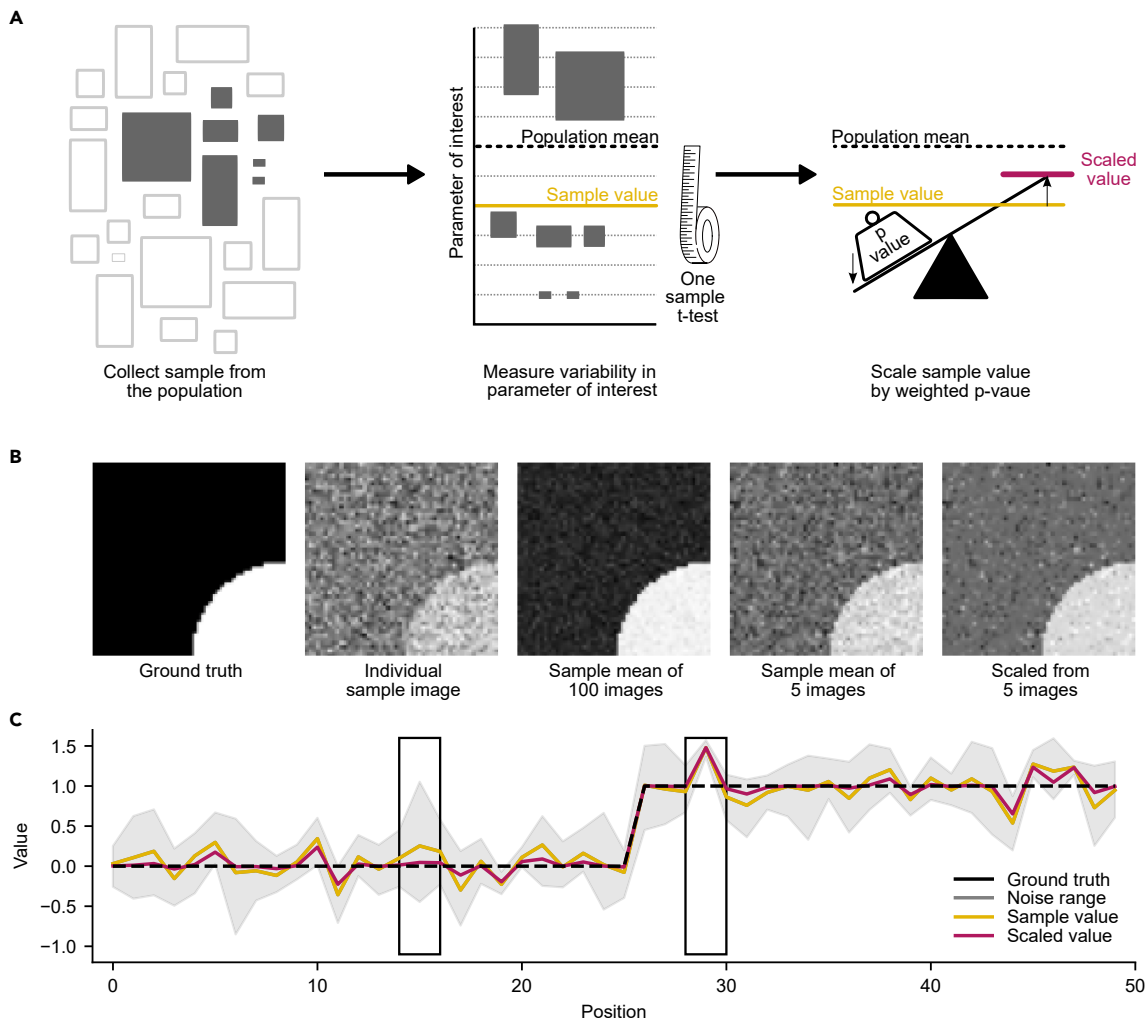 A
Collect sample from
the population
Parameter of interest
Population mean
Sample value
One
sample
t-test
Measure variability in
parameter of interest
Population mean
Sample value
Scaled
value
p
value
Scale sample value
by weighted p-vaue
B
Ground truth
Individual
sample image
Sample mean of
100 images
Sample mean of
5 images
Scaled from
5 images
C
Value
1.5
1.0
0.5
0.0
−0.5
−1.0
Ground truth
Noise range
Sample value
Scaled value
0 10 20 30 40 50
Position